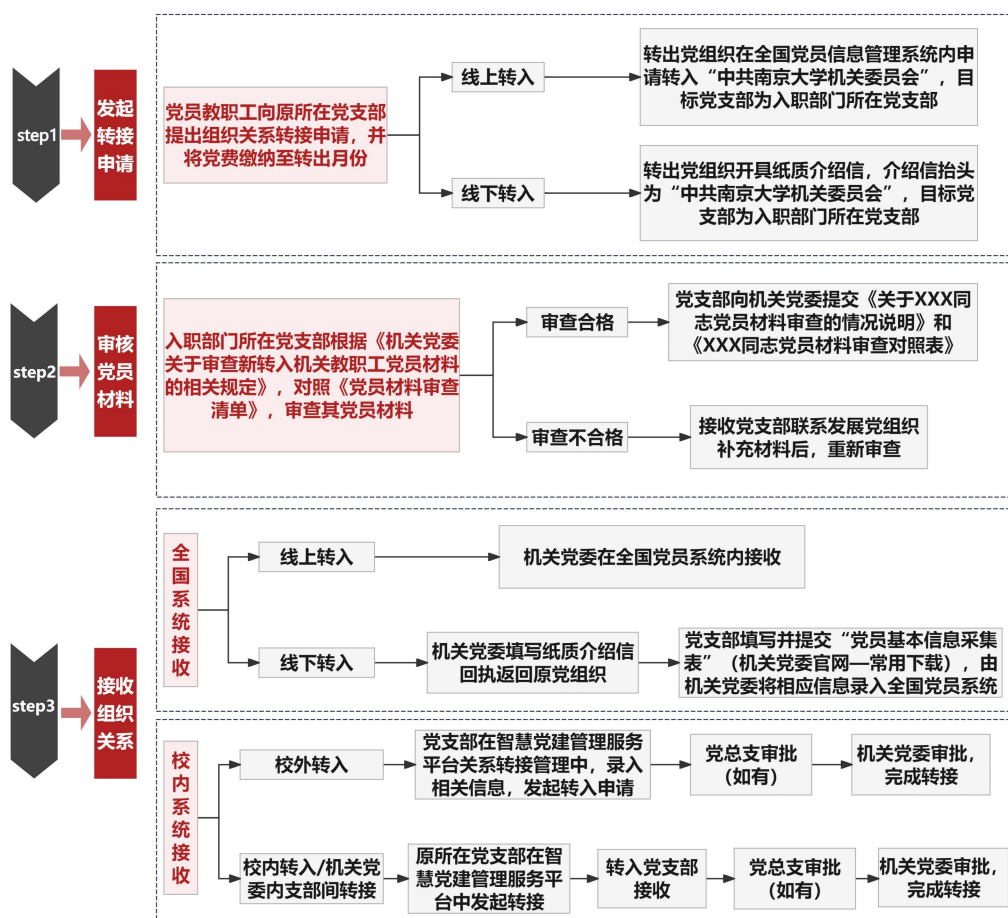 step1
发起
转接
申请
党员教职工向原所在党支部
提出组织关系转接申请，并
将党费缴纳至转出月份
线上转入
转出党组织在全国党员信息管理系统内申
请转入“中共南京大学机关委员会”，目
标党支部为入职部门所在党支部
线下转入
转出党组织开具纸质介绍信，介绍信抬头
为“中共南京大学机关委员会”，目标党
支部为入职部门所在党支部
step2
审核
党员
材料
入职部门所在党支部根据《机关党委
关于审查新转入机关教职工党员材料
的相关规定》，对照《党员材料审查
清单》，审查其党员材料
审查合格
党支部向机关党委提交《关于XXX同
志党员材料审查的情况说明》和
《XXX同志党员材料审查对照表》
审查不合格
接收党支部联系发展党组织
补充材料后，重新审查
step3
接收
组织
关系
全
国
系
统
接
收
线上转入
机关党委在全国党员系统内接收
线下转入
机关党委填写纸质介绍信
回执返回原党组织
党支部填写并提交“党员基本信息采集
表”（机关党委官网—常用下载），由
机关党委将相应信息录入全国党员系统
校
内
系
统
接
收
校外转入
党支部在智慧党建管理服务
平台关系转接管理中，录入
相关信息，发起转入申请
党总支审批
（如有）
机关党委审批，
完成转接
校内转入/机关党
委内支部间转接
原所在党支部在智
慧党建管理服务平
台中发起转接
转入党支部
接收
党总支审批
（如有）
机关党委审批，
完成转接